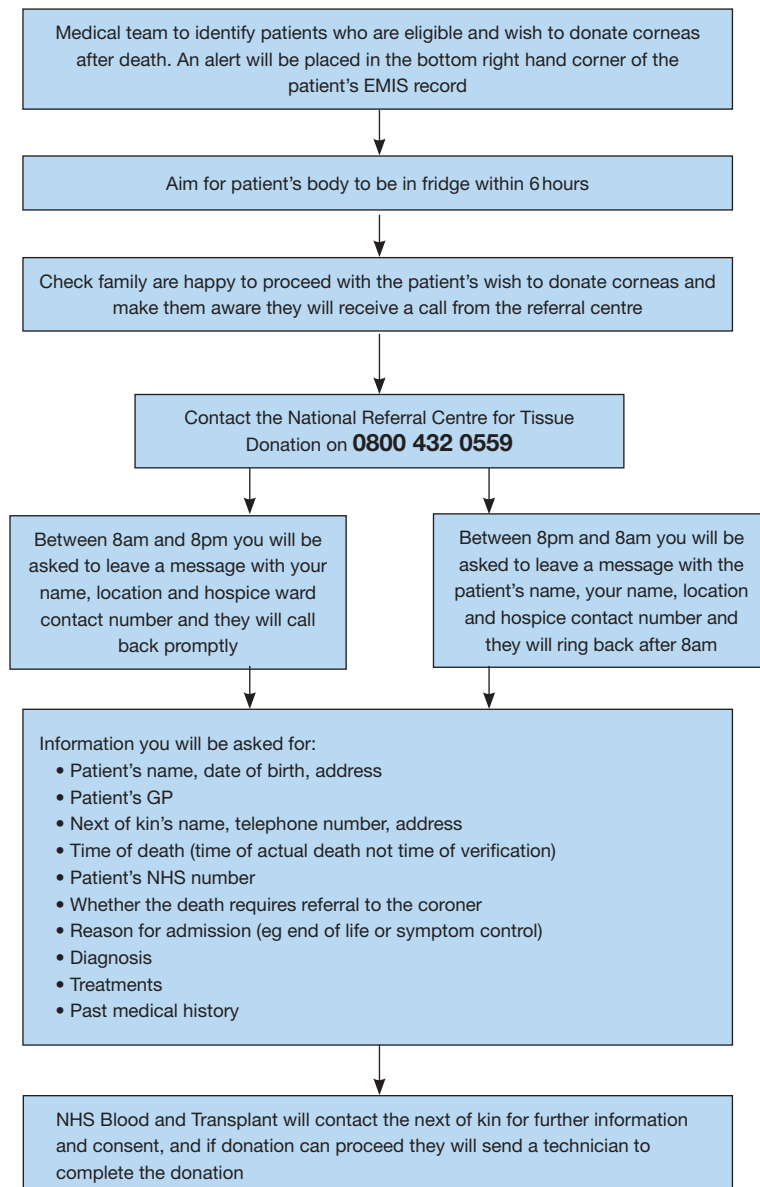 Medical team to identify patients who are eligible and wish to donate corneas
after death. An alert will be placed in the bottom right hand corner of the
patient’s EMIS record
Aim for patient’s body to be in fridge within 6 hours
Check family are happy to proceed with the patient’s wish to donate corneas and
make them aware they will receive a call from the referral centre
Contact the National Referral Centre for Tissue
Donation on 0800 432 0559
Between 8am and 8pm you will be
asked to leave a message with your
name, location and hospice ward
contact number and they will call
back promptly
Between 8pm and 8am you will be
asked to leave a message with the
patient’s name, your name, location
and hospice contact number and
they will ring back after 8am
Information you will be asked for:
• Patient’s name, date of birth, address
• Patient’s GP
• Next of kin’s name, telephone number, address
• Time of death (time of actual death not time of verification)
• Patient’s NHS number
• Whether the death requires referral to the coroner
• Reason for admission (eg end of life or symptom control)
• Diagnosis
• Treatments
• Past medical history
NHS Blood and Transplant will contact the next of kin for further information
and consent, and if donation can proceed they will send a technician to
complete the donation